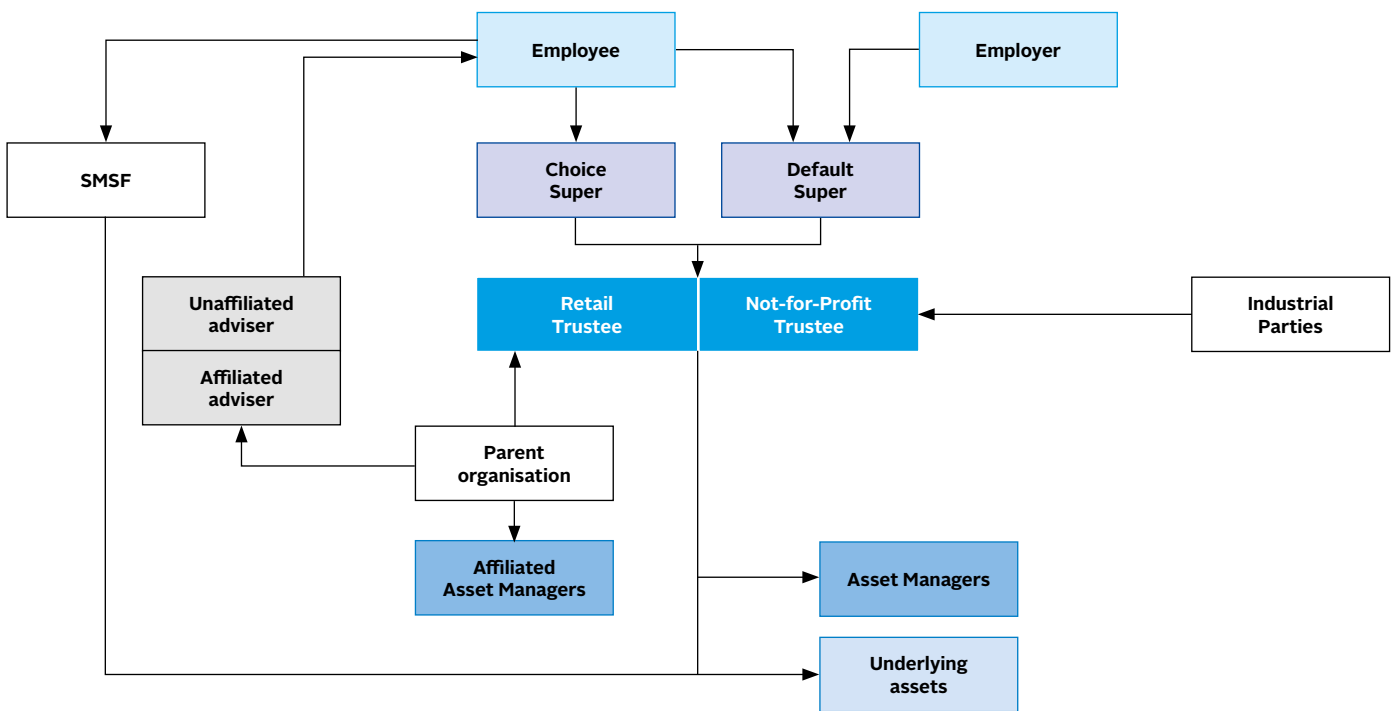 Employee
Employer
SMSF
Choice
Super
Default
Super
Unaffiliated
adviser
Affiliated
adviser
Retail
Trustee
Not-for-Profit
Trustee
Industrial
Parties
Parent
organisation
Affiliated
Asset Managers
Asset Managers
Underlying
assets